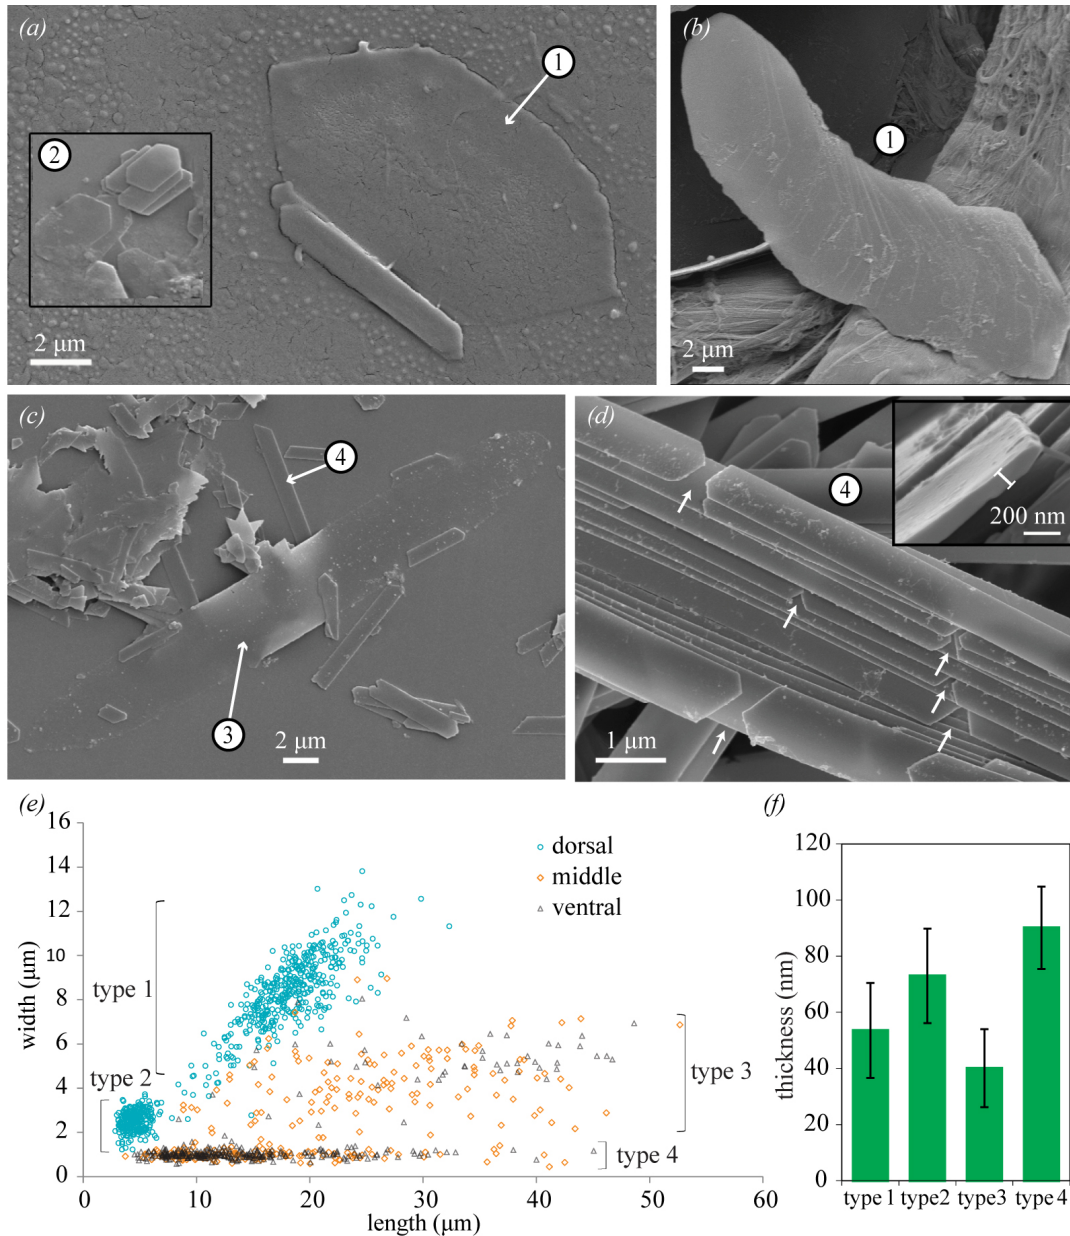 (a)
1
2
2 μm
(b)
1
2 μm
(c)
4
3
2 μm
(d)
4
200 nm
1 μm
(e)
16
14
12
10
8
6
4
2
0
width (μm)
type 1
type 2
dorsal
middle
ventral
type 3
type 4
0 10 20 30 40 50 60
length (μm)
(f)
120
100
80
60
40
20
0
thickness (nm)
type 1 type2 type3 type 4